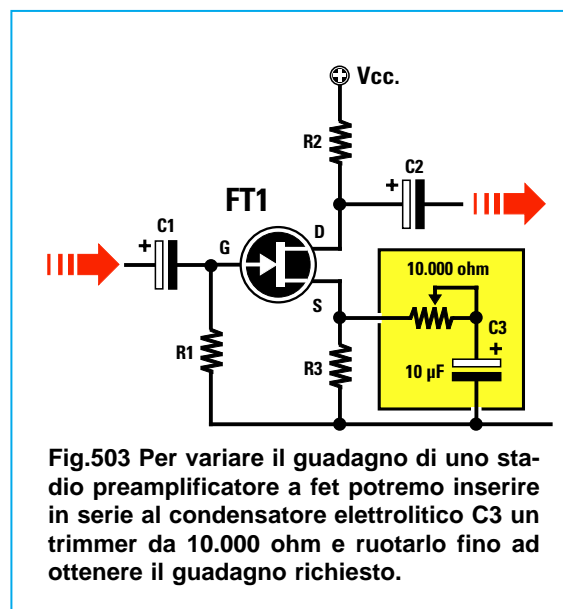 Vcc.
R2
C2
+
FT1
D
C1
+
G
10.000 ohm
S
C3
+
R1
R3
10 µF
Fig.503 Per variare il guadagno di uno sta-
dio preamplificatore a fet potremo inserire
in serie al condensatore elettrolitico C3 un
trimmer da 10.000 ohm e ruotarlo fino ad
ottenere il guadagno richiesto.